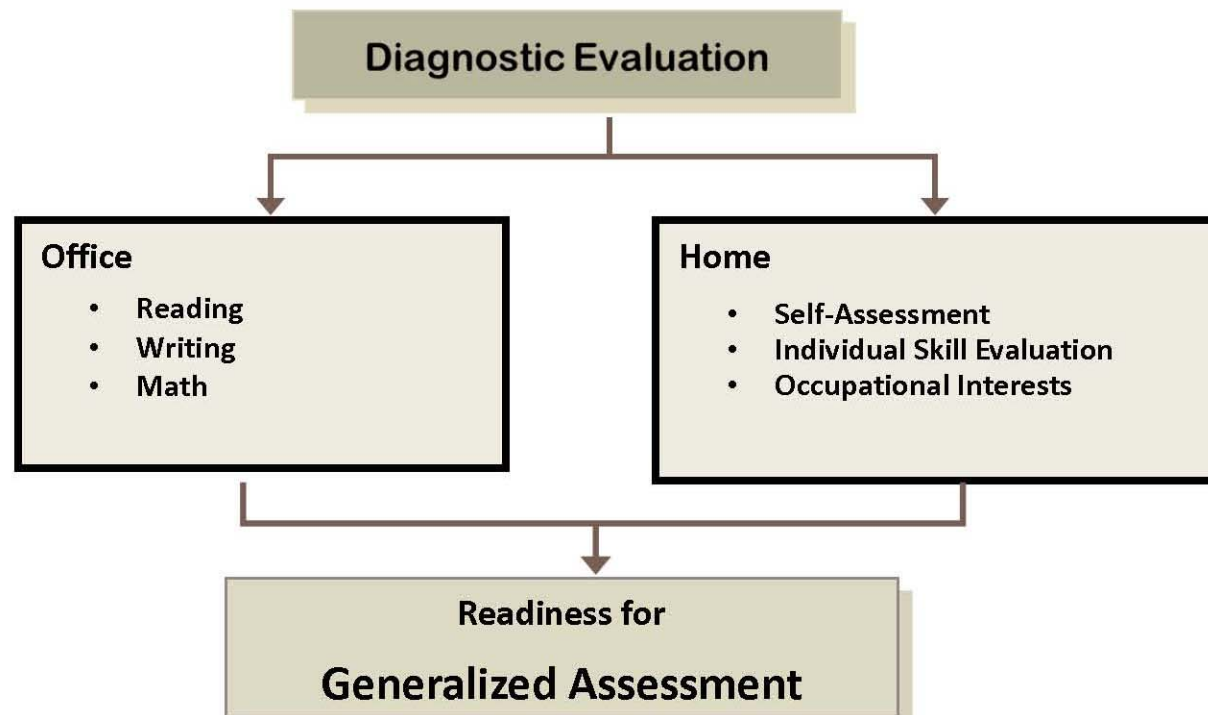 Diagnostic Evaluation
Office
• Reading
• Writing
• Math
Home
• Self-Assessment
• Individual Skill Evaluation
• Occupational Interests
Readiness for
Generalized Assessment